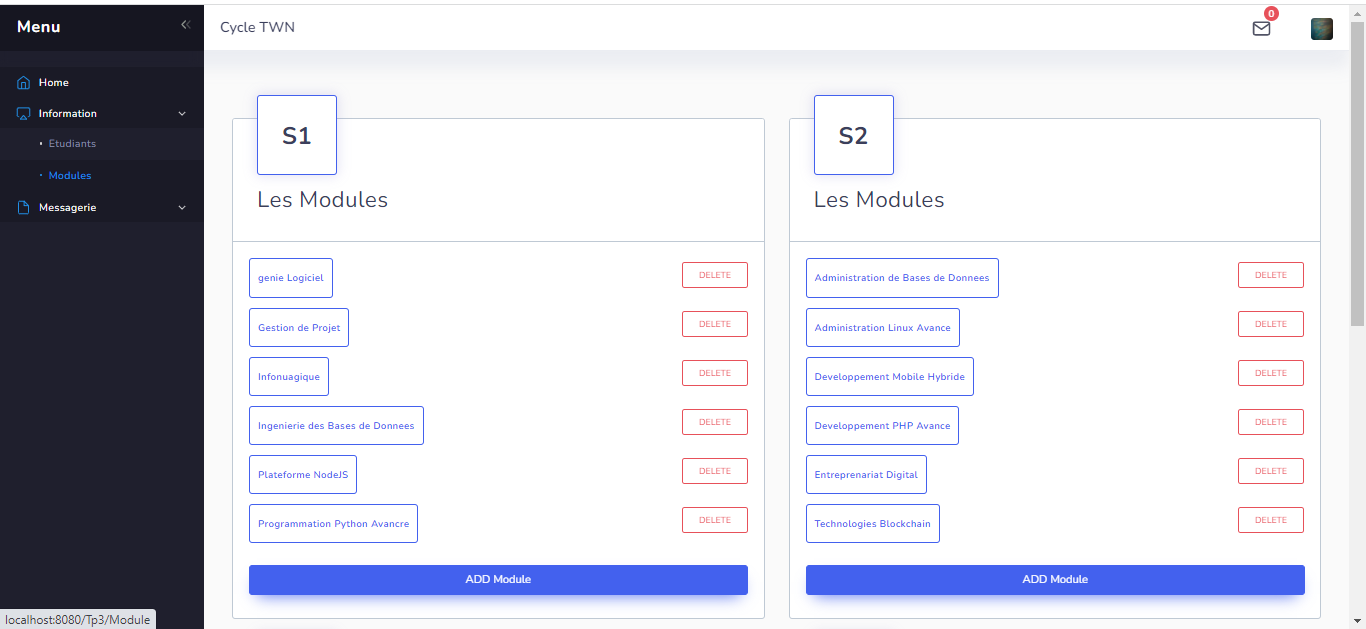 Menu
Cycle TWN
0
Home
Information
Etudiants
Modules
Messagerie
S1
Les Modules
genie Logiciel DELETE
Gestion de Projet DELETE
Infonuagique DELETE
Ingenierie des Bases de Donnees DELETE
Plateforme NodeJS DELETE
Programmation Python Avancre DELETE
ADD Module
S2
Les Modules
Administration de Bases de Donnees DELETE
Administration Linux Avance DELETE
Developpement Mobile Hybride DELETE
Developpement PHP Avance DELETE
Entreprenariat Digital DELETE
Technologies Blockchain DELETE
ADD Module
localhost:8080/Tp3/Module